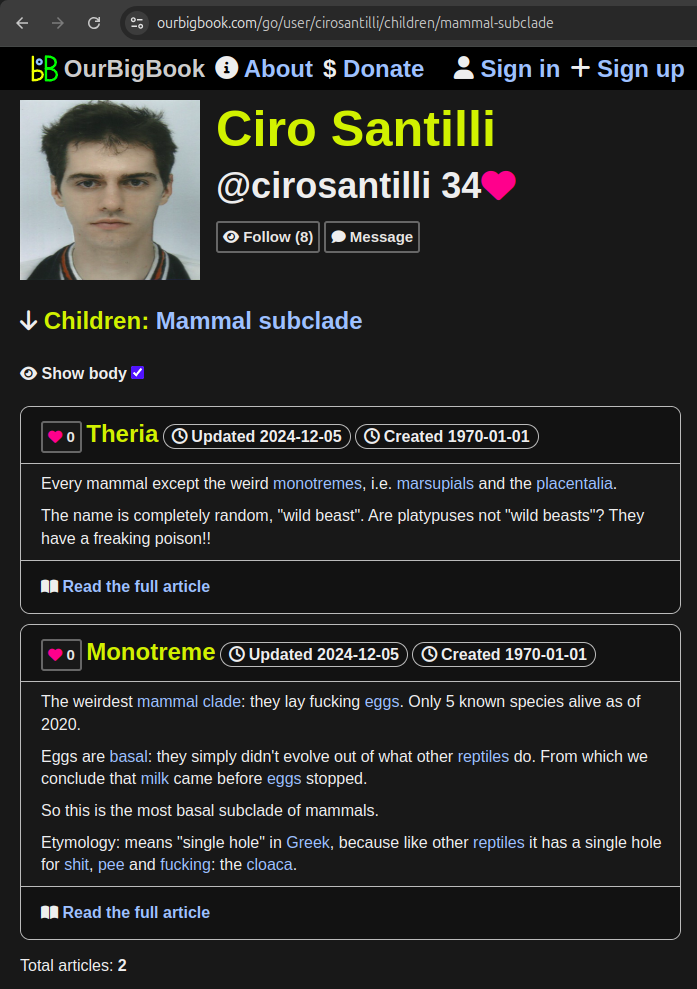 ourbigbook.com/go/user/cirosantilli/children/mammal-subclade
OurBigBook About $ Donate Sign in Sign up
Ciro Santilli
@cirosantilli 34
Follow (8) Message
Children: Mammal subclade
Show body
0 Theria Updated 2024-12-05 Created 1970-01-01
Every mammal except the weird monotremes, i.e. marsupials and the placentalia.
The name is completely random, "wild beast". Are platypuses not "wild beasts"? They
have a freaking poison!!
Read the full article
0 Monotreme Updated 2024-12-05 Created 1970-01-01
The weirdest mammal clade: they lay fucking eggs. Only 5 known species alive as of
2020.
Eggs are basal: they simply didn't evolve out of what other reptiles do. From which we
conclude that milk came before eggs stopped.
So this is the most basal subclade of mammals.
Etymology: means "single hole" in Greek, because like other reptiles it has a single hole
for shit, pee and fucking: the cloaca.
Read the full article
Total articles: 2